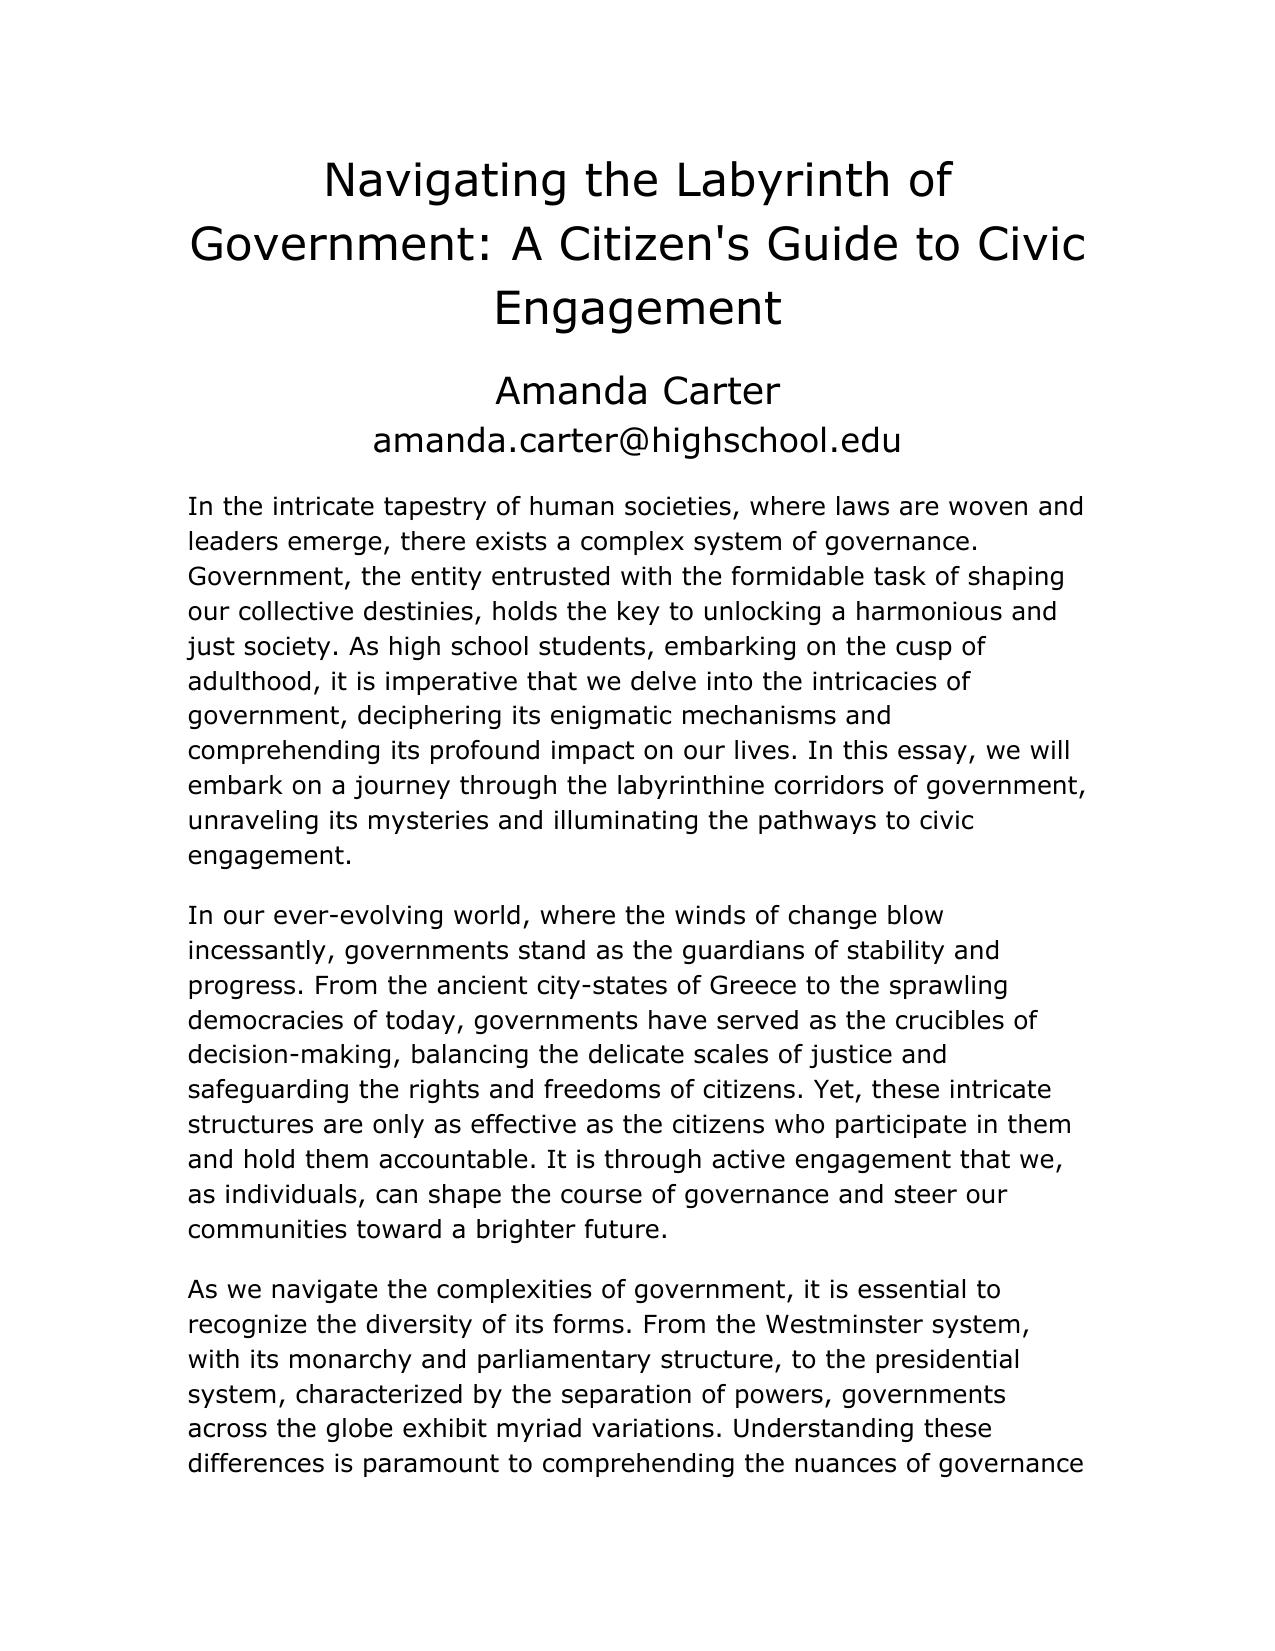 Navigating the Labyrinth of
Government: A Citizen's Guide to Civic
Engagement
Amanda Carter
amanda.carter@highschool.edu
In the intricate tapestry of human societies, where laws are woven and
leaders emerge, there exists a complex system of governance.
Government, the entity entrusted with the formidable task of shaping
our collective destinies, holds the key to unlocking a harmonious and
just society. As high school students, embarking on the cusp of
adulthood, it is imperative that we delve into the intricacies of
government, deciphering its enigmatic mechanisms and
comprehending its profound impact on our lives. In this essay, we will
embark on a journey through the labyrinthine corridors of government,
unraveling its mysteries and illuminating the pathways to civic
engagement.
In our ever-evolving world, where the winds of change blow
incessantly, governments stand as the guardians of stability and
progress. From the ancient city-states of Greece to the sprawling
democracies of today, governments have served as the crucibles of
decision-making, balancing the delicate scales of justice and
safeguarding the rights and freedoms of citizens. Yet, these intricate
structures are only as effective as the citizens who participate in them
and hold them accountable. It is through active engagement that we,
as individuals, can shape the course of governance and steer our
communities toward a brighter future.
As we navigate the complexities of government, it is essential to
recognize the diversity of its forms. From the Westminster system,
with its monarchy and parliamentary structure, to the presidential
system, characterized by the separation of powers, governments
across the globe exhibit myriad variations. Understanding these
differences is paramount to comprehending the nuances of governance